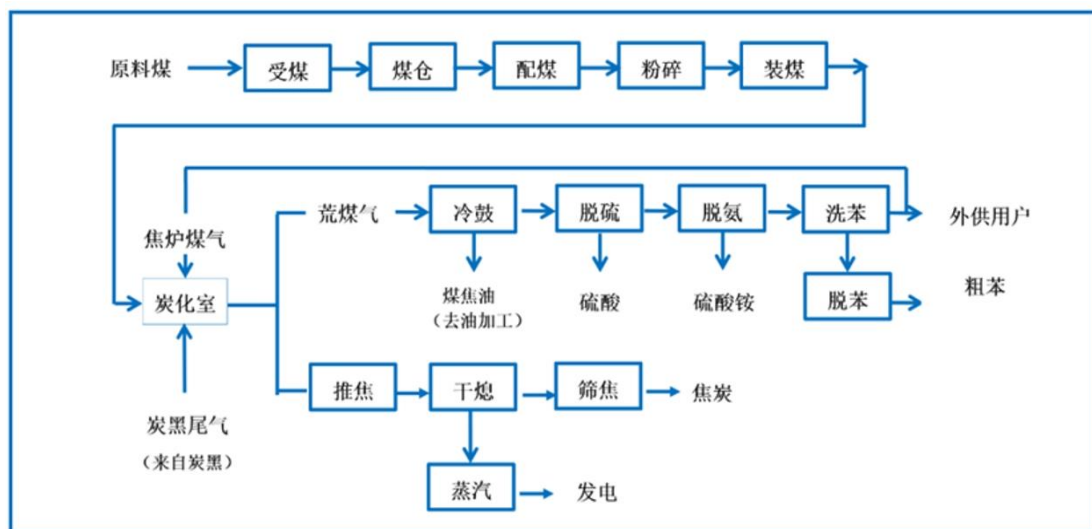 原料煤
受煤
煤仓
配煤
粉碎
装煤
荒煤气
冷鼓
脱硫
脱氨
洗苯
外供用户
焦炉煤气
炭化室
煤焦油
（去油加工）
硫酸
硫酸铵
脱苯
粗苯
推焦
干熄
筛焦
焦炭
炭黑尾气
（来自炭黑）
蒸汽
发电